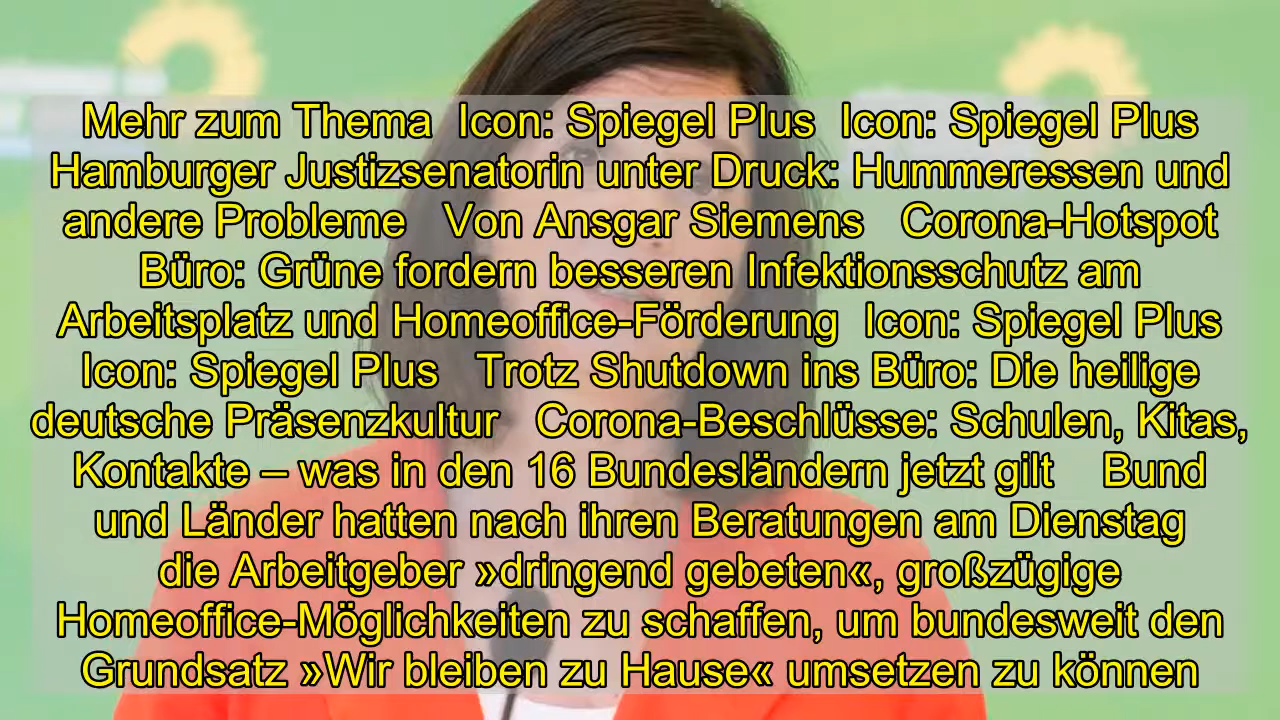 Mehr zum Thema  Icon: Spiegel Plus  Icon: Spiegel Plus
Hamburger Justizsenatorin unter Druck: Hummeressen und
andere Probleme   Von Ansgar Siemens   Corona-Hotspot
Büro: Grüne fordern besseren Infektionsschutz am
Arbeitsplatz und Homeoffice-Förderung  Icon: Spiegel Plus
Icon: Spiegel Plus   Trotz Shutdown ins Büro: Die heilige
deutsche Präsenzkultur   Corona-Beschlüsse: Schulen, Kitas,
Kontakte – was in den 16 Bundesländern jetzt gilt    Bund
und Länder hatten nach ihren Beratungen am Dienstag
die Arbeitgeber »dringend gebeten«, großzügige
Homeoffice-Möglichkeiten zu schaffen, um bundesweit den
Grundsatz »Wir bleiben zu Hause« umsetzen zu können